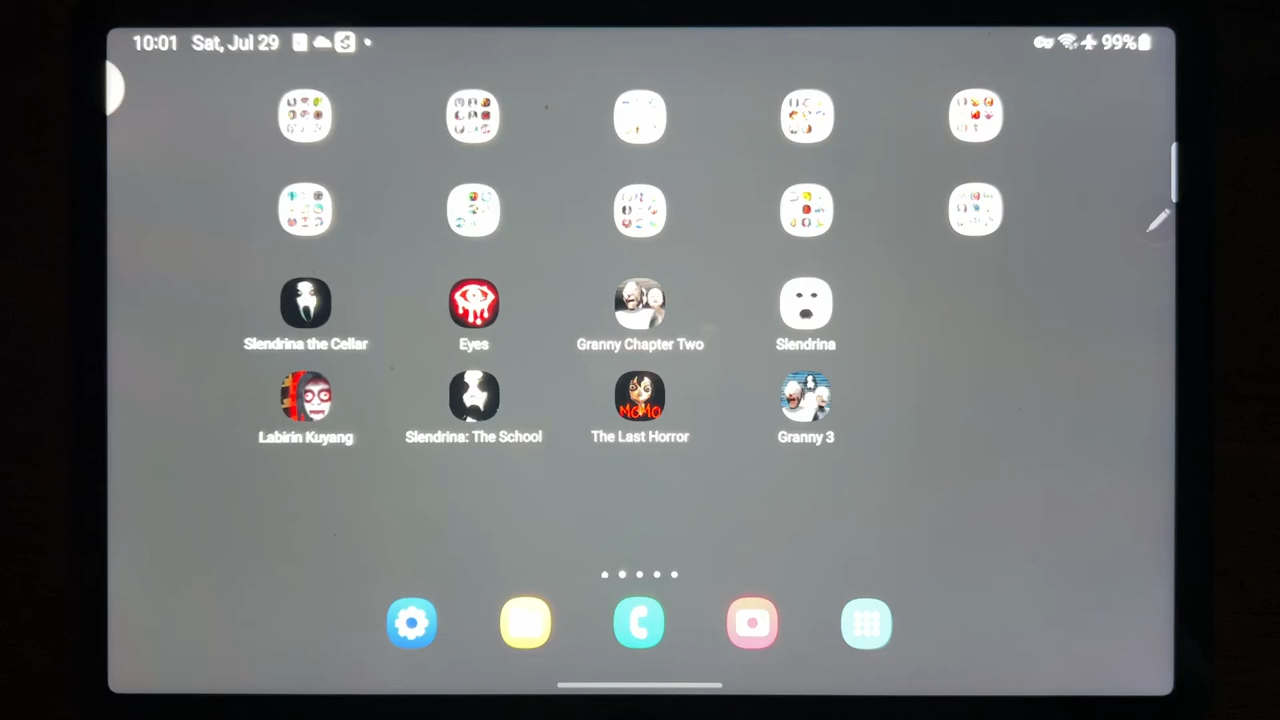 10:01 Sat, Jul 29 99%
Slendrina the Cellar Eyes Granny Chapter Two Slendrina
MOMO
Labirin Kuyang Slendrina: The School The Last Horror Granny 3